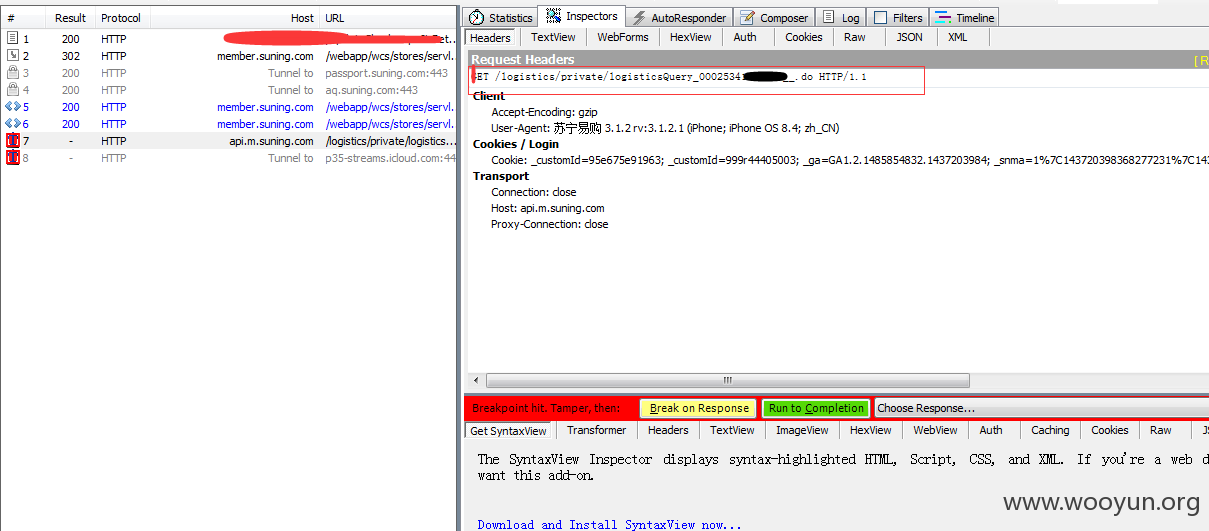 # Result Protocol Host URL
1 200 HTTP
2 302 HTTP member.suning.com /webapp/wcs/stores/servl...
3 Tunnel to passport.suning.com:443
4 Tunnel to aq.suning.com:443
5 200 HTTP member.suning.com /webapp/wcs/stores/servl...
6 200 HTTP member.suning.com /webapp/wcs/stores/servl...
7 - HTTP api.m.suning.com /logistics/private/logistics...
8 - HTTP Tunnel to p35-streams.icloud.com:44
Statistics Inspectors AutoResponder Composer Log Filters Timeline
Headers TextView WebForms HexView Auth Cookies Raw JSON XML
Request Headers [ R
GET /logistics/private/logisticsQuery_00025341 __.do HTTP/1.1
Client
Accept-Encoding: gzip
User-Agent: 苏宁易购 3.1.2 rv:3.1.2.1 (iPhone; iPhone OS 8.4; zh_CN)
Cookies / Login
Cookie: _customId=95e675e91963; _customId=999r44405003; _ga=GA1.2.1485854832.1437203984; _snma=1%7C143720398368277231%7C143
Transport
Connection: close
Host: api.m.suning.com
Proxy-Connection: close
Breakpoint hit. Tamper, then: Break on Response Run to Completion Choose Response...
Get SyntaxView Transformer Headers TextView ImageView HexView WebView Auth Caching Cookies Raw
The SyntaxView Inspector displays syntax-highlighted HTML, Script, CSS, and XML. If you're a web d
want this add-on.
Download and Install SyntaxView now...
www.wooyun.org